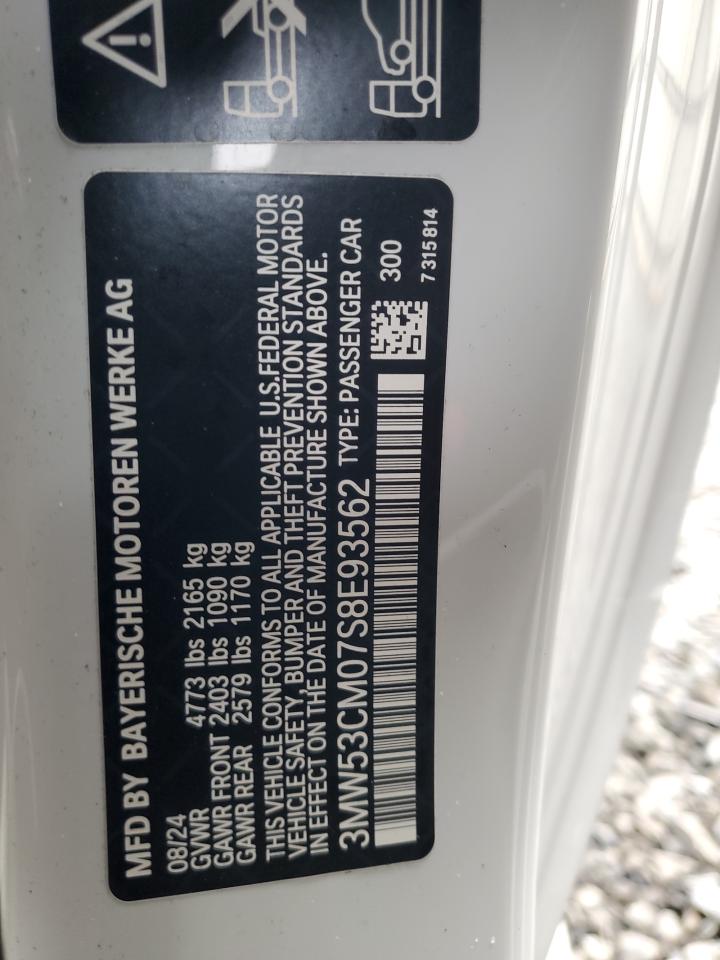 MFD BY BAYERISCHE MOTOREN WERKE AG
08/24
GVWR 4773 lbs 2165 kg
GAWR FRONT 2403 lbs 1090 kg
GAWR REAR 2579 lbs 1170 kg
THIS VEHICLE CONFORMS TO ALL APPLICABLE U.S.FEDERAL MOTOR
VEHICLE SAFETY, BUMPER AND THEFT PREVENTION STANDARDS
IN EFFECT ON THE DATE OF MANUFACTURE SHOWN ABOVE.
3MW53CM07S8E93562 TYPE: PASSENGER CAR
300
7 315 814